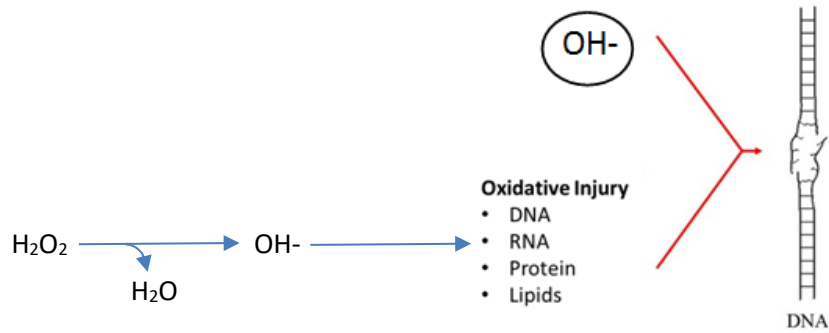 OH-
Oxidative Injury
• DNA
• RNA
• Protein
• Lipids
H₂O₂
OH-
H₂O
DNA